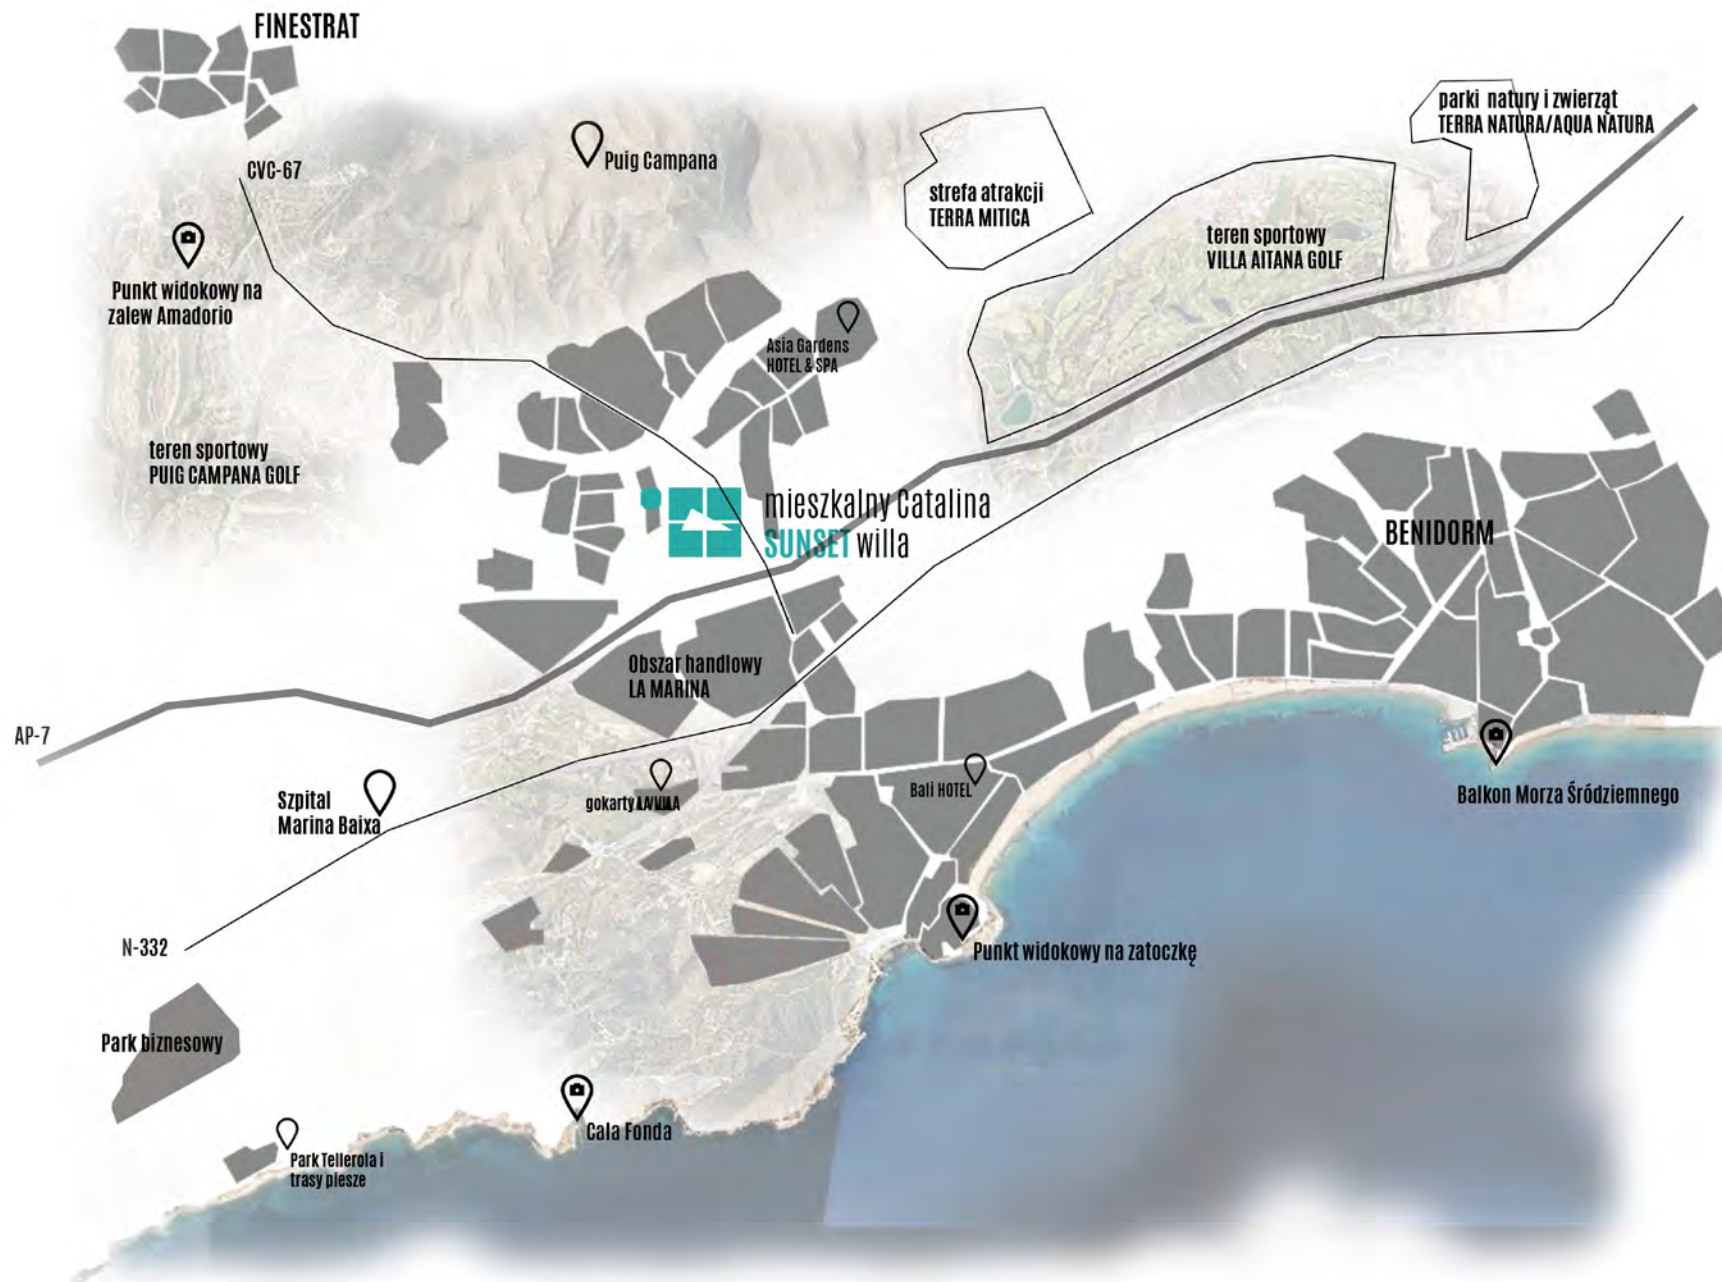 FINESTRAT
parki natury i zwierząt
TERRA NATURA/AQUA NATURA
CVC-67
Puig Campana
strefa atrakcji
TERRA MITICA
teren sportowy
VILLA AITANA GOLF
Punkt widokowy na
zalew Amadorio
Asia Gardens
HOTEL & SPA
teren sportowy
PUIG CAMPANA GOLF
mieszkalny Catalina
SUNSET willa
BENIDORM
Obszar handlowy
LA MARINA
AP-7
Szpital
Marina Baixa
gokarty
Bali HOTEL
Balkon Morza Śródziemnego
N-332
Punkt widokowy na zatoczkę
Park biznesowy
Cala Fonda
Park Tellerola i
trasy piesze